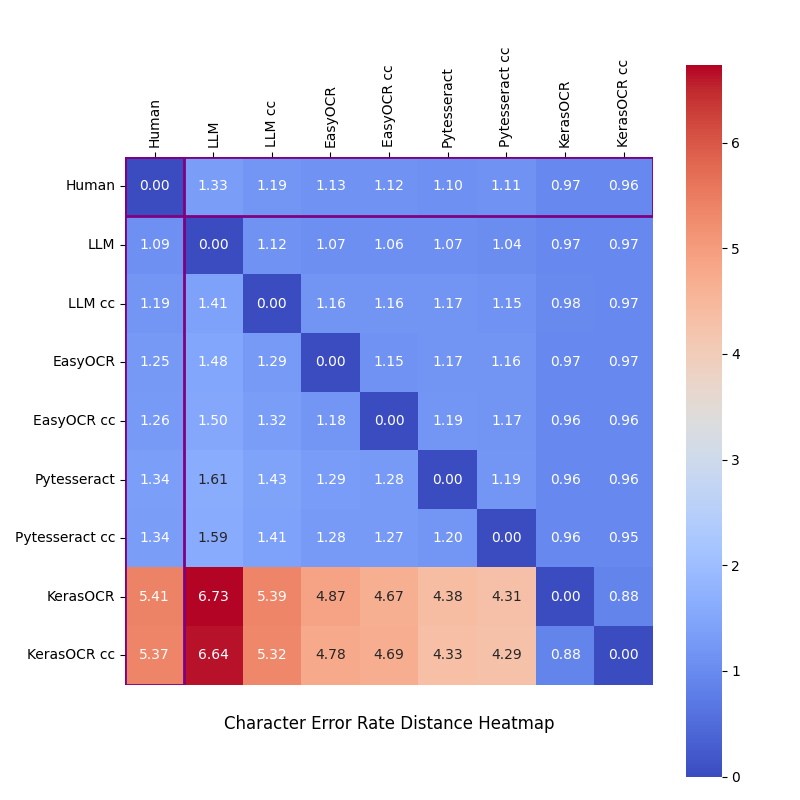 Human LLM LLM cc EasyOCR EasyOCR cc Pytesseract Pytesseract cc KerasOCR KerasOCR cc
Human 0.00 1.33 1.19 1.13 1.12 1.10 1.11 0.97 0.96
LLM 1.09 0.00 1.12 1.07 1.06 1.07 1.04 0.97 0.97
LLM cc 1.19 1.41 0.00 1.16 1.16 1.17 1.15 0.98 0.97
EasyOCR 1.25 1.48 1.29 0.00 1.15 1.17 1.16 0.97 0.97
EasyOCR cc 1.26 1.50 1.32 1.18 0.00 1.19 1.17 0.96 0.96
Pytesseract 1.34 1.61 1.43 1.29 1.28 0.00 1.19 0.96 0.96
Pytesseract cc 1.34 1.59 1.41 1.28 1.27 1.20 0.00 0.96 0.95
KerasOCR 5.41 6.73 5.39 4.87 4.67 4.38 4.31 0.00 0.88
KerasOCR cc 5.37 6.64 5.32 4.78 4.69 4.33 4.29 0.88 0.00
Character Error Rate Distance Heatmap
6
5
4
3
2
1
0